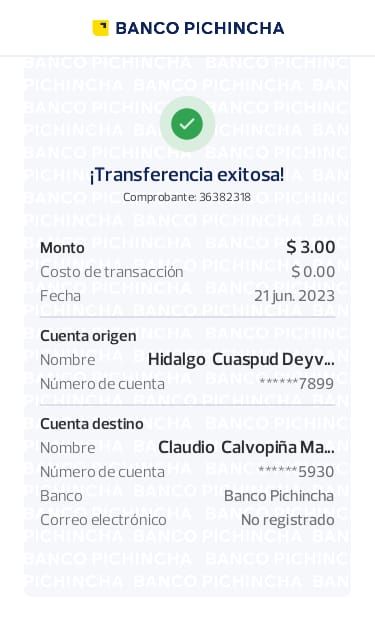 BANCO PICHINCHA
¡Transferencia exitosa!
Comprobante: 36382318
Monto $ 3.00
Costo de transacción $ 0.00
Fecha 21 jun. 2023
Cuenta origen
Nombre Hidalgo Cuaspud Deyv...
Número de cuenta ******7899
Cuenta destino
Nombre Claudio Calvopiña Ma...
Número de cuenta ******5930
Banco Banco Pichincha
Correo electrónico No registrado